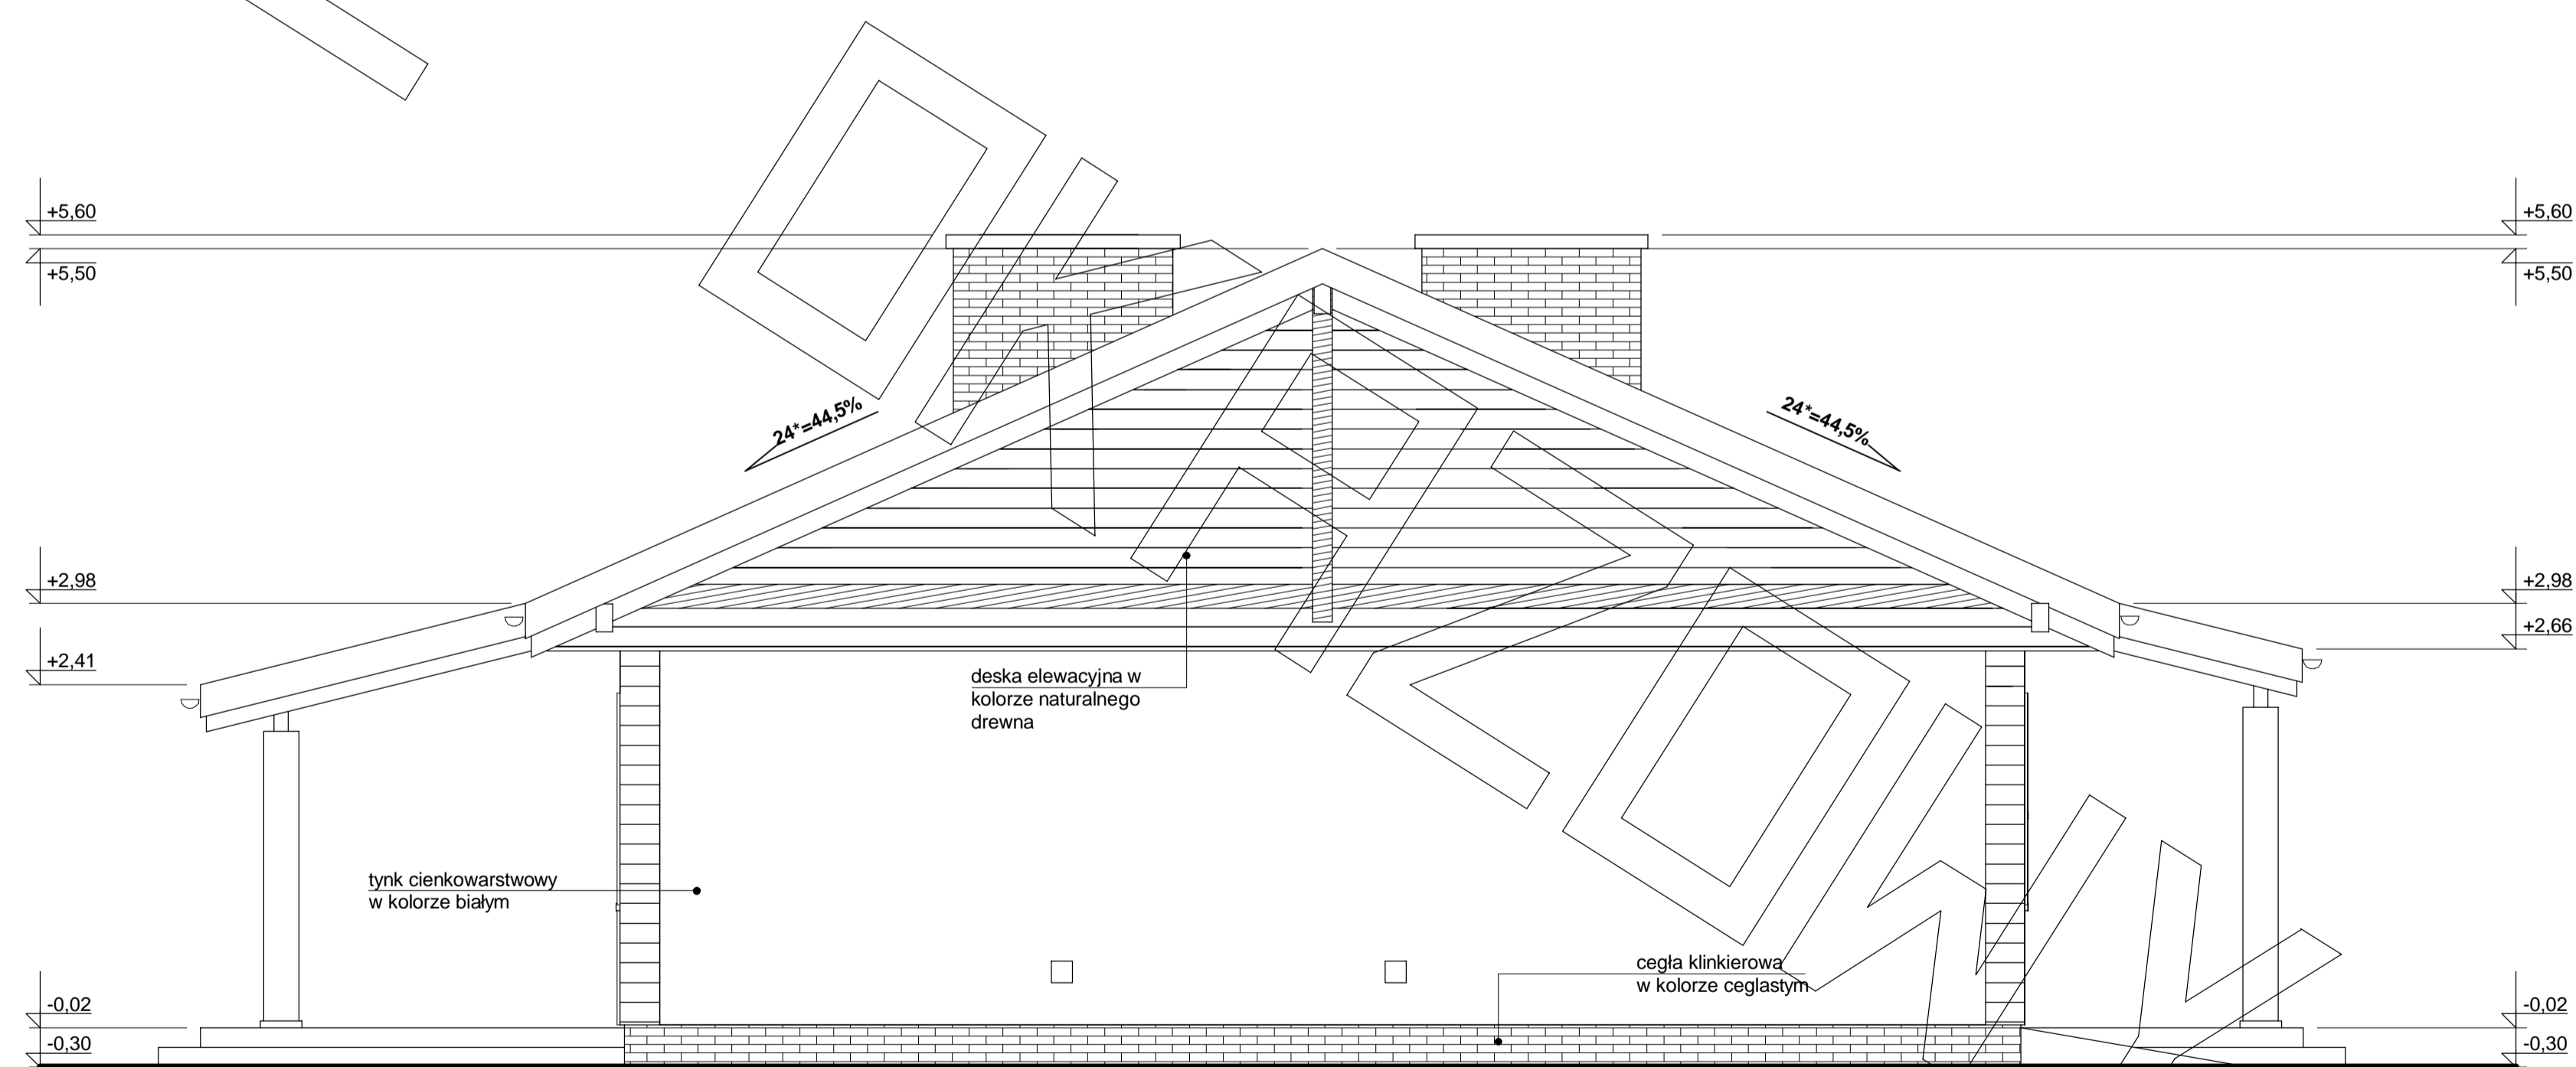 +5,60
+5,60
+5,50
+5,50
24*=44,5%
24*=44,5%
+2,98
+2,98
+2,66
+2,41
deska elewacyjna w
kolorze naturalnego
drewna
tynk cienkowarstwowy
w kolorze białym
cegła klinkierowa
w kolorze ceglastym
-0,02
-0,02
-0,30
-0,30